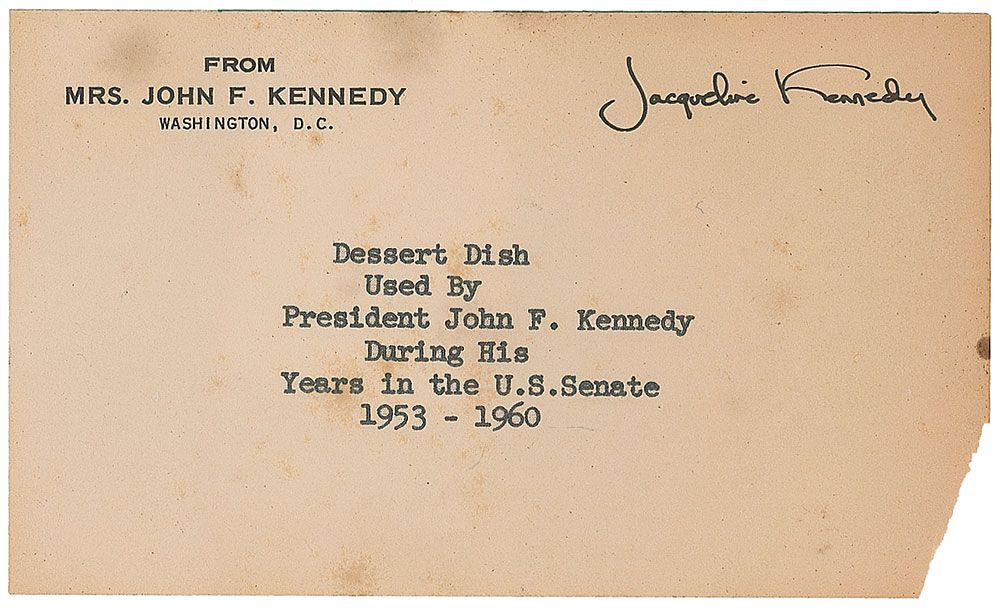 FROM
MRS. JOHN F. KENNEDY
WASHINGTON, D.C.
Jacqueline Kennedy
Dessert Dish
Used By
President John F. Kennedy
During His
Years in the U.S.Senate
1953 - 1960